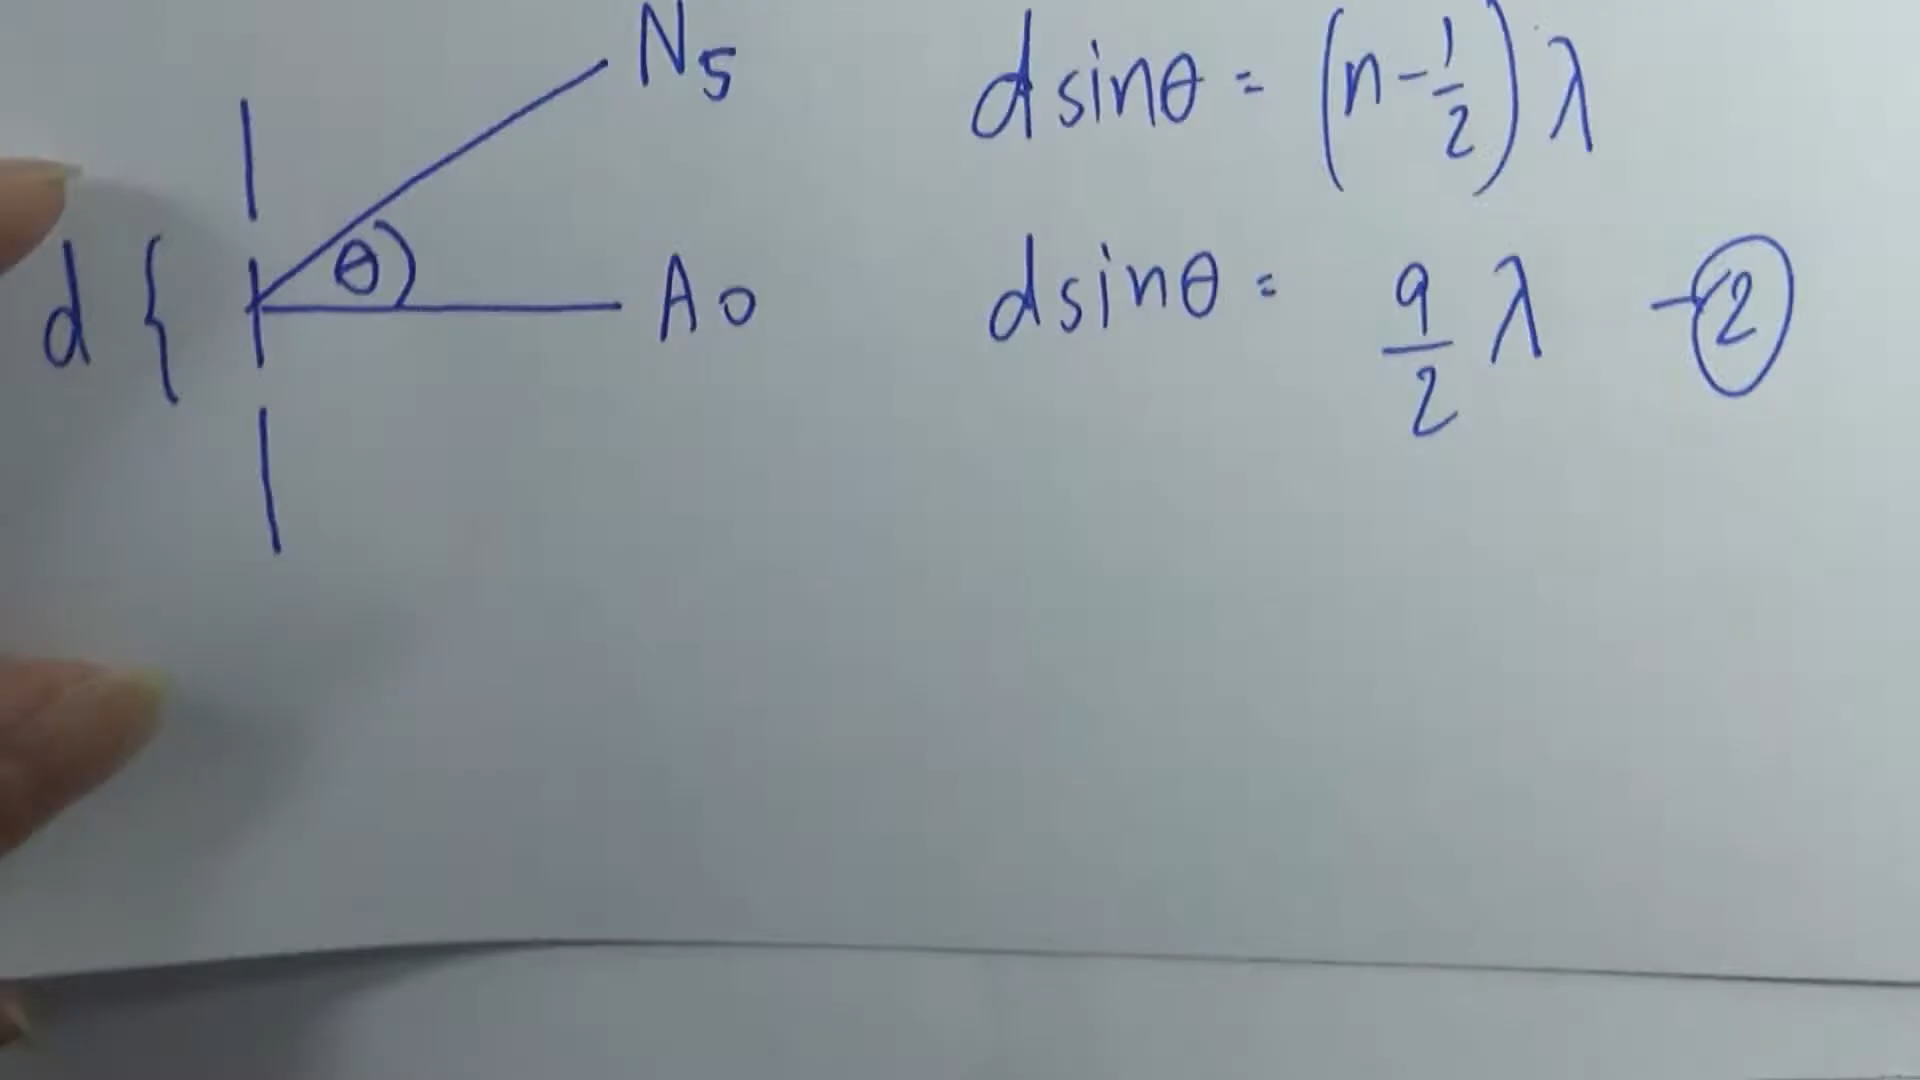 N5
d sinθ = (n - 1/2) λ
d { θ A0
d sinθ = 9/2 λ - ②